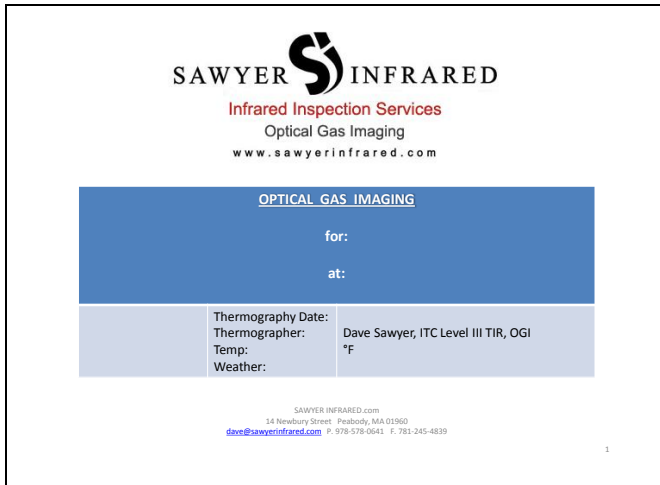 SAWYER INFRARED
Infrared Inspection Services
Optical Gas Imaging
www.sawyerinfrared.com
OPTICAL GAS IMAGING
for:
at:
Thermography Date:
Thermographer: Dave Sawyer, ITC Level III TIR, OGI
Temp: °F
Weather:
SAWYER INFRARED.com
14 Newbury Street Peabody, MA 01960
dave@sawyerinfrared.com P. 978-578-0641 F. 781-245-4839
1